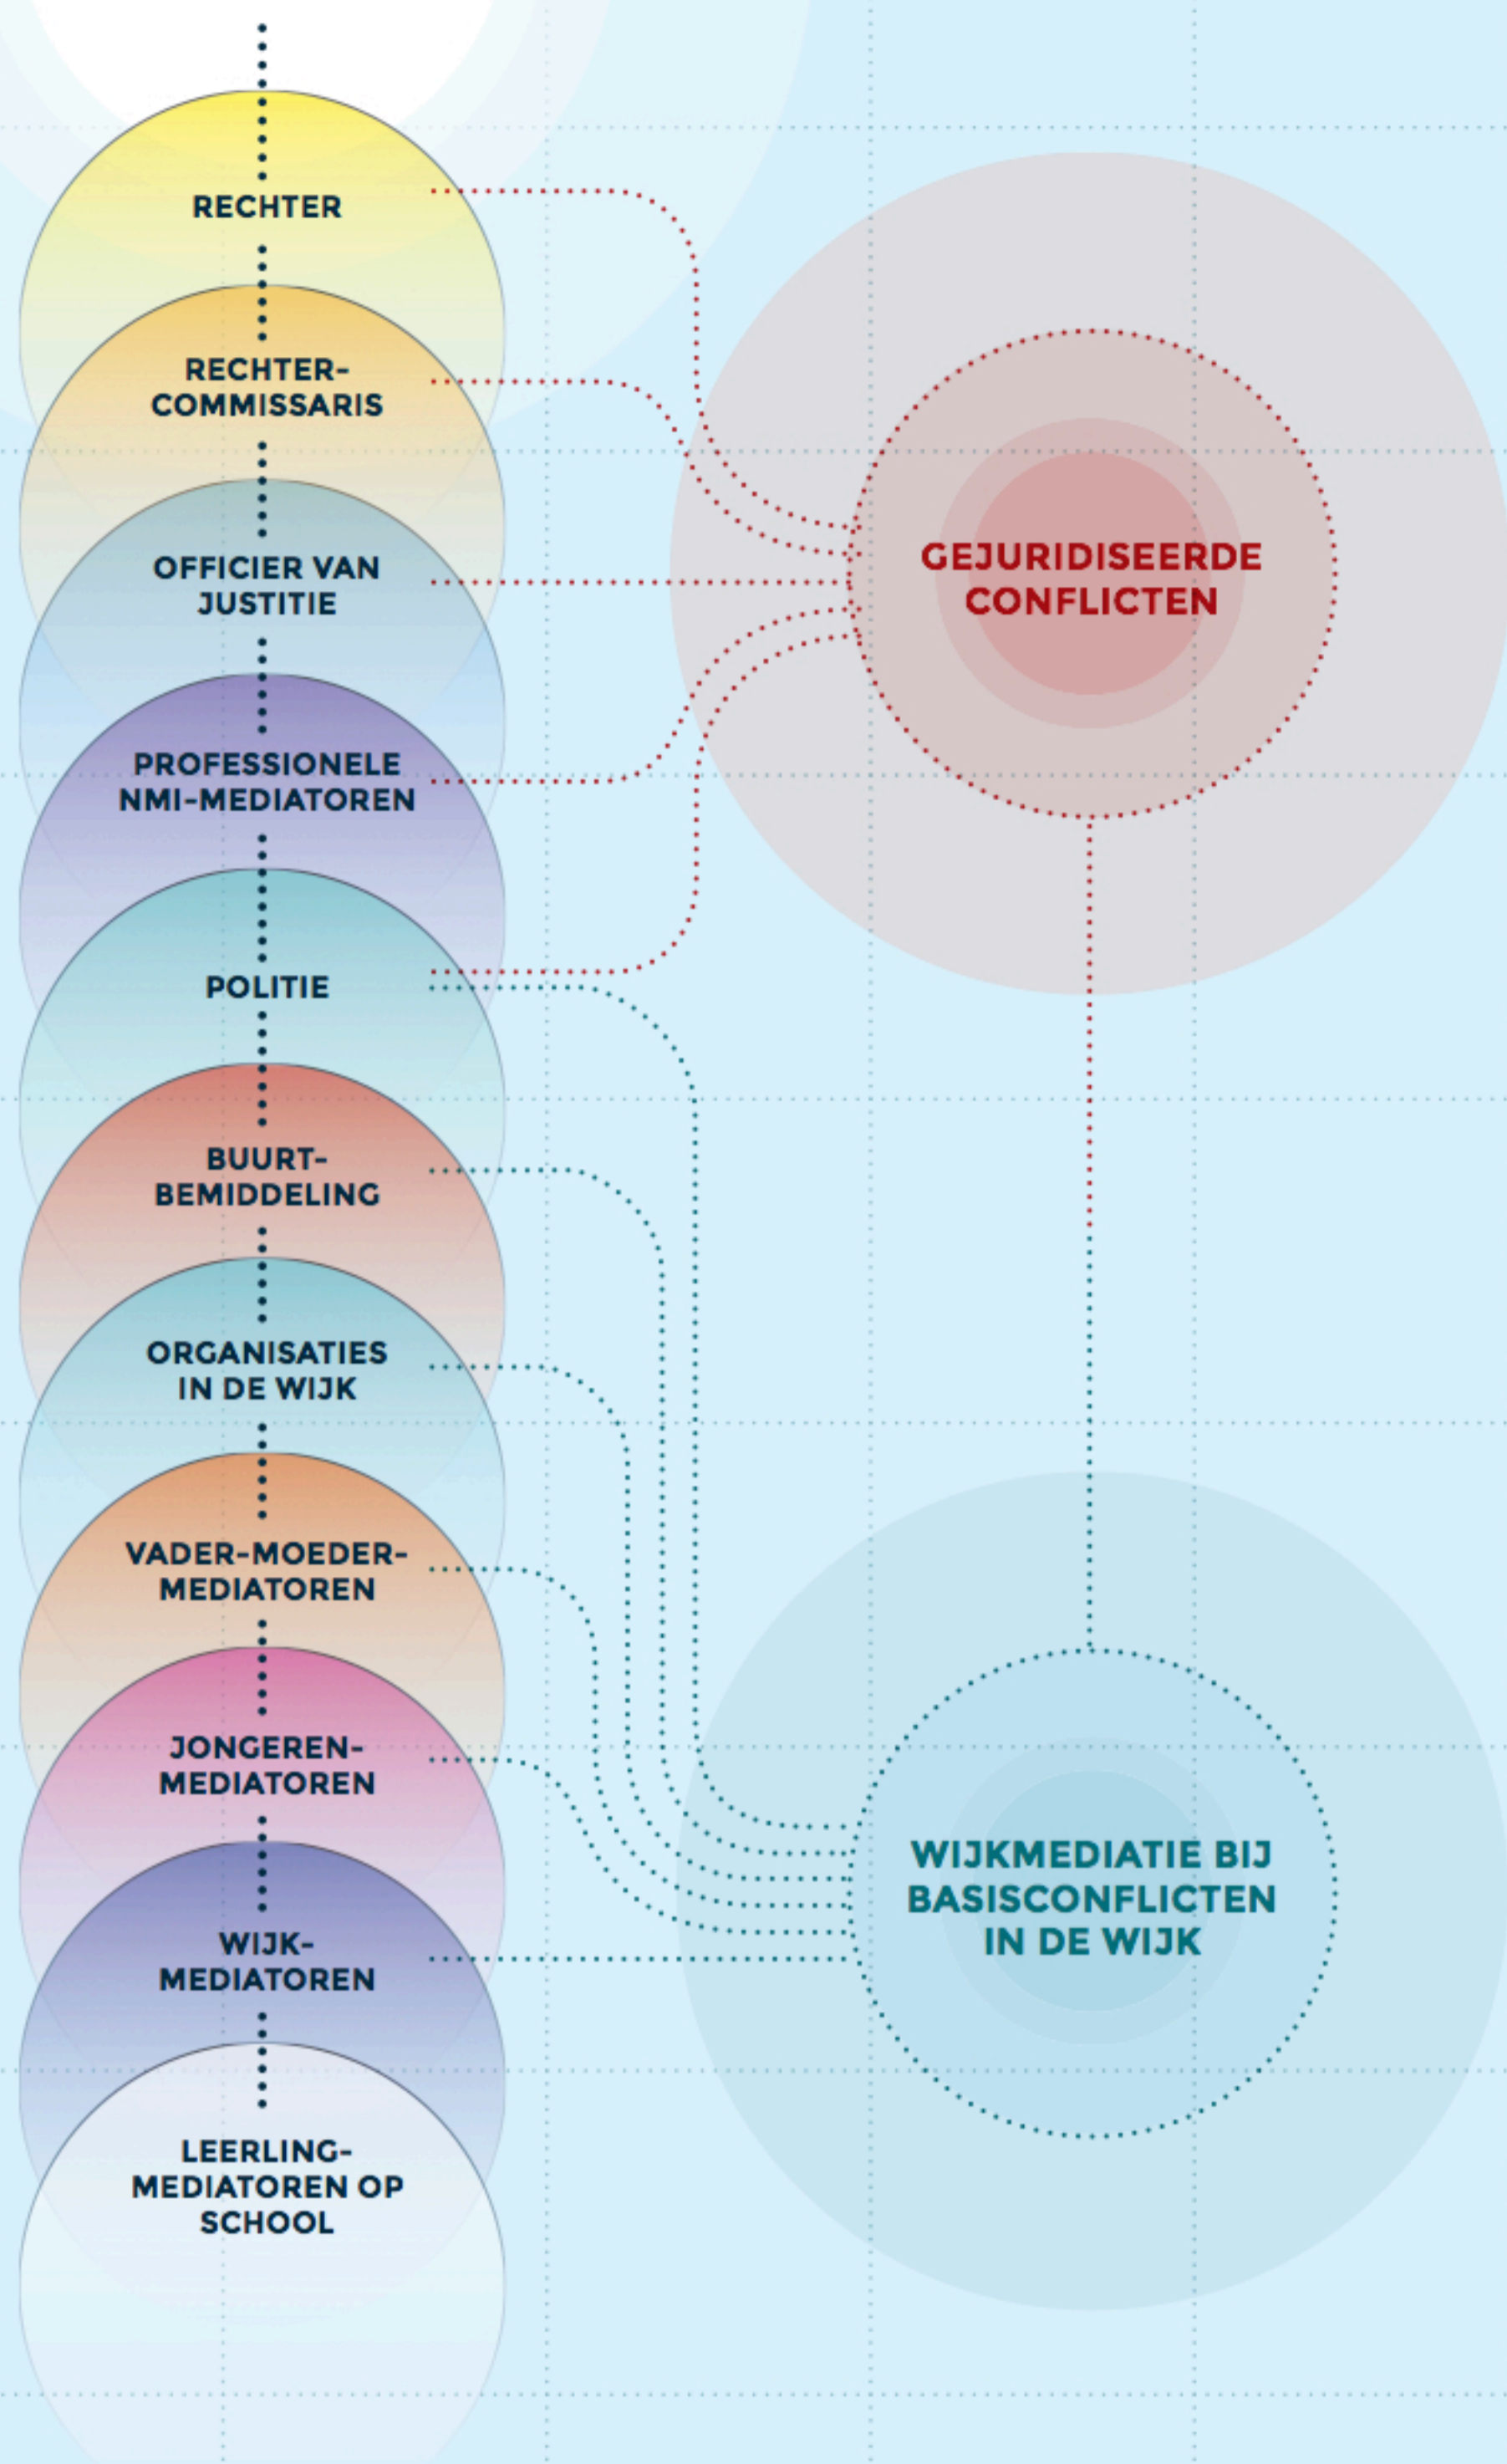 RECHTER
RECHTER-
COMMISSARIS
OFFICIER VAN
JUSTITIE
PROFESSIONELE
NMI-MEDIATOREN
POLITIE
BUURT-
BEMIDDELING
ORGANISATIES
IN DE WIJK
VADER-MOEDER-
MEDIATOREN
JONGEREN-
MEDIATOREN
WIJK-
MEDIATOREN
LEERLING-
MEDIATOREN OP
SCHOOL
GEJURIDISEERDE
CONFLICTEN
WIJKMEDIATIE BIJ
BASISCONFLICTEN
IN DE WIJK